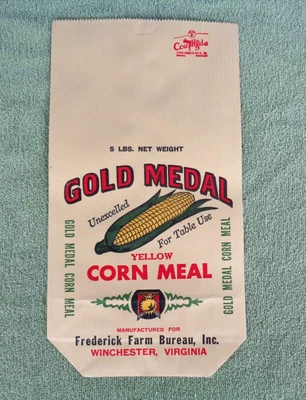 5 LBS. NET WEIGHT
GOLD MEDAL
Unexcelled
For Table Use
YELLOW
CORN MEAL
GOLD MEDAL CORN MEAL
GOLD MEDAL CORN MEAL
MANUFACTURED FOR
Frederick Farm Bureau, Inc.
WINCHESTER, VIRGINIA